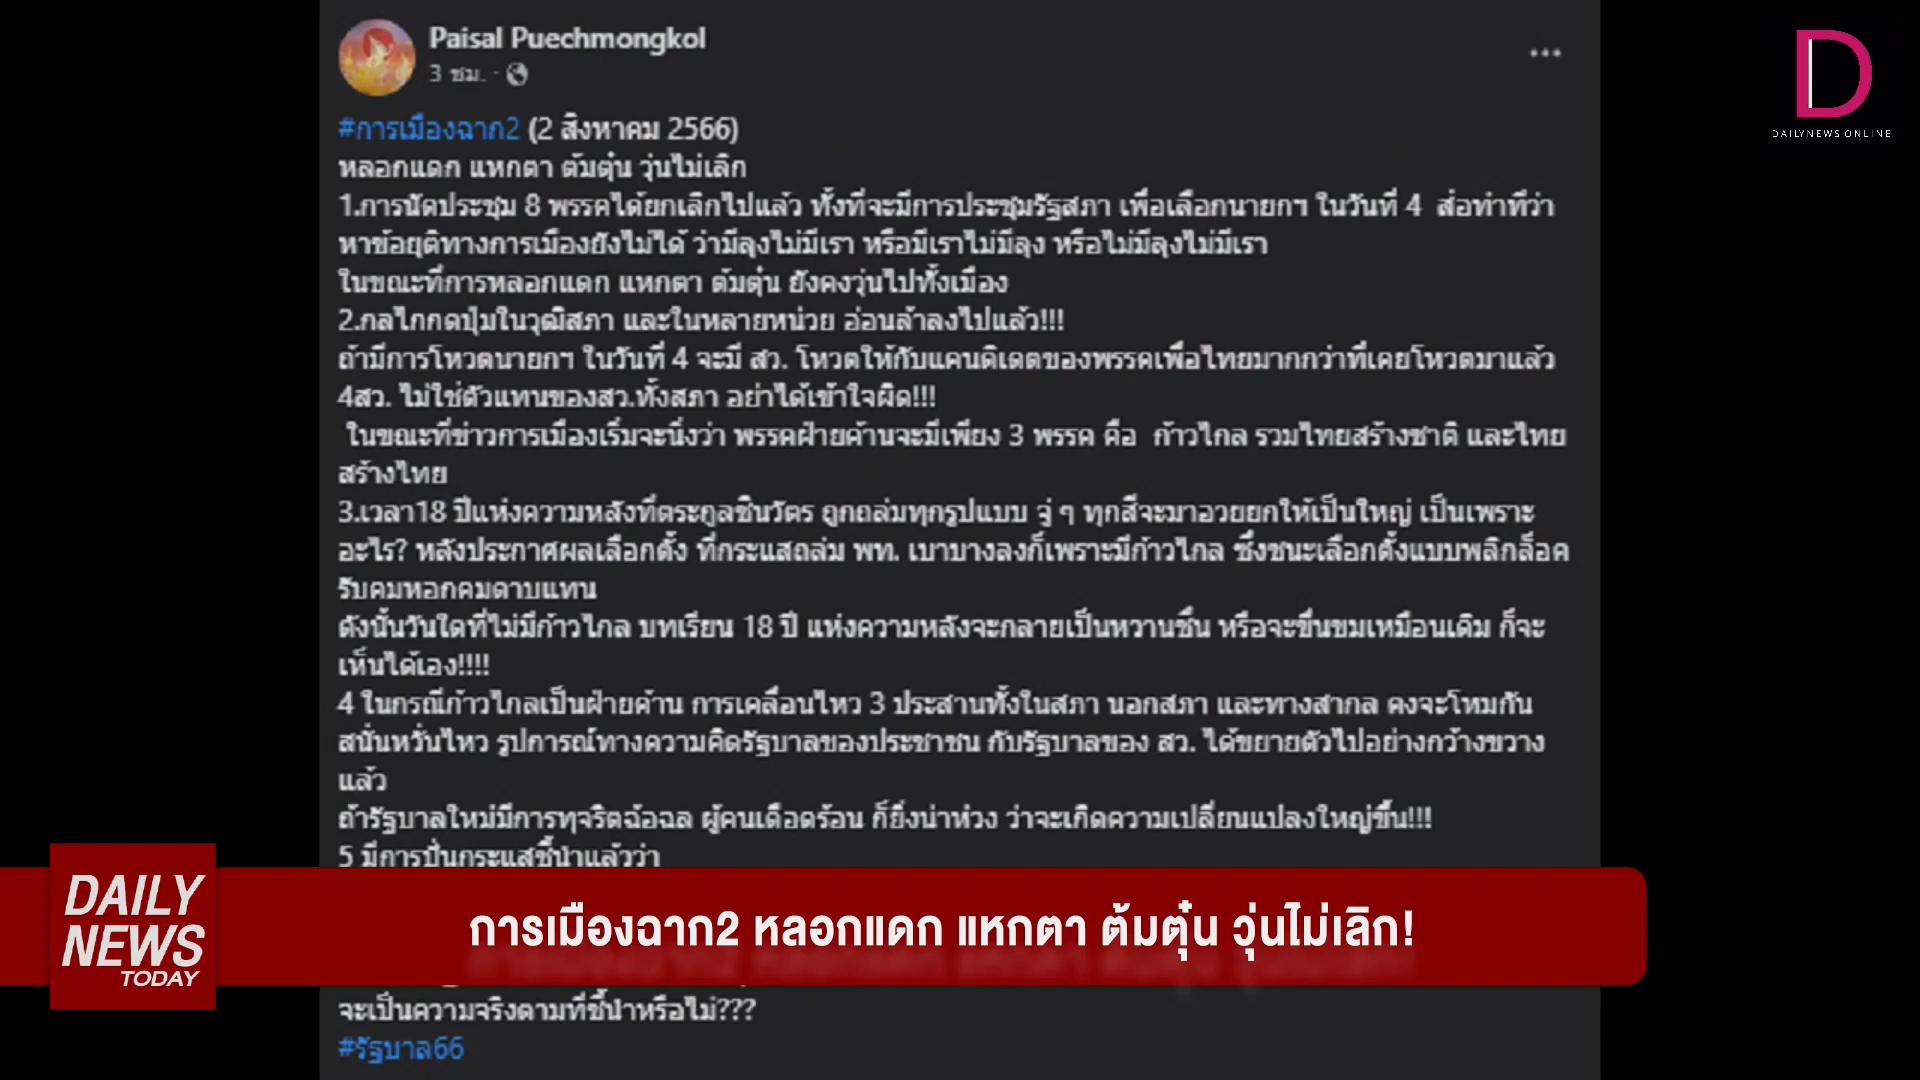 Paisal Puechmongkol
3 ชม. ·
#การเมืองฉาก2 (2 สิงหาคม 2566)
หลอกแดก แหกตา ต้มตุ๋น วุ่นไม่เลิก
1.การนัดประชุม 8 พรรคได้ยกเลิกไปแล้ว ทั้งที่จะมีการประชุมรัฐสภา เพื่อเลือกนายกฯ ในวันที่ 4 ส่อท่าทีว่า
หาข้อยุติทางการเมืองยังไม่ได้ ว่ามีลุงไม่มีเรา หรือมีเราไม่มีลุง หรือไม่มีลุงไม่มีเรา
ในขณะที่การหลอกแดก แหกตา ต้มตุ๋น ยังคงวุ่นไปทั้งเมือง
2.กลไกกดปุ่มในวุฒิสภา และในหลายหน่วย อ่อนล้าลงไปแล้ว!!!
ถ้ามีการโหวตนายกฯ ในวันที่ 4 จะมี สว. โหวตให้กับแคนดิเดตของพรรคเพื่อไทยมากกว่าที่เคยโหวตมาแล้ว
4สว. ไม่ใช่ตัวแทนของสว.ทั้งสภา อย่าได้เข้าใจผิด!!!
ในขณะที่ข่าวการเมืองเริ่มจะนิ่งว่า พรรคฝ่ายค้านจะมีเพียง 3 พรรค คือ ก้าวไกล รวมไทยสร้างชาติ และไทย
สร้างไทย
3.เวลา18 ปีแห่งความหลังที่ตระกูลชินวัตร ถูกถล่มทุกรูปแบบ จู่ ๆ ทุกสีจะมาอวยยกให้เป็นใหญ่ เป็นเพราะ
อะไร? หลังประกาศผลเลือกตั้ง ที่กระแสถล่ม พท. เบาบางลงก็เพราะมีก้าวไกล ซึ่งชนะเลือกตั้งแบบพลิกล็อค
รับคมหอกคมดาบแทน
ดังนั้นวันใดที่ไม่มีก้าวไกล บทเรียน 18 ปี แห่งความหลังจะกลายเป็นหวานชื่น หรือจะขื่นขมเหมือนเดิม ก็จะ
เห็นได้เอง!!!!
4 ในกรณีก้าวไกลเป็นฝ่ายค้าน การเคลื่อนไหว 3 ประสานทั้งในสภา นอกสภา และทางสากล คงจะโหมกัน
สนั่นหวั่นไหว รูปการณ์ทางความคิดรัฐบาลของประชาชน กับรัฐบาลของ สว. ได้ขยายตัวไปอย่างกว้างขวาง
แล้ว
ถ้ารัฐบาลใหม่มีการทุจริตฉ้อฉล ผู้คนเดือดร้อน ก็ยิ่งน่าห่วง ว่าจะเกิดความเปลี่ยนแปลงใหญ่ขึ้น!!!
5 มีการปั่นกระแสชี้นำแล้วว่า
จะเป็นความจริงตามที่ชี้นำหรือไม่???
#รัฐบาล66
การเมืองฉาก2 หลอกแดก แหกตา ต้มตุ๋น วุ่นไม่เลิก!
DAILY
NEWS
TODAY
D
DAILYNEWS ONLINE